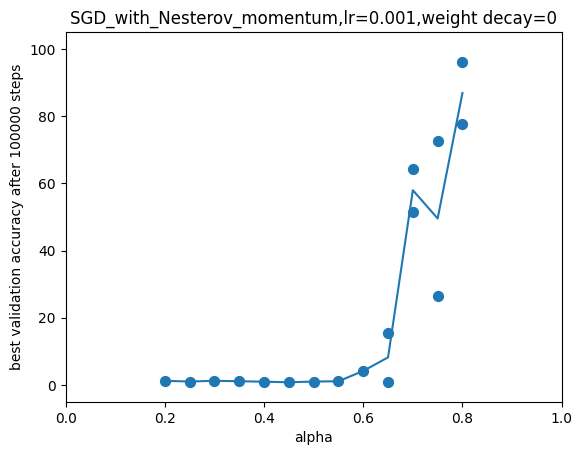 SGD_with_Nesterov_momentum,lr=0.001,weight decay=0
best validation accuracy after 100000 steps
100
80
60
40
20
0
0.0 0.2 0.4 0.6 0.8 1.0
alpha